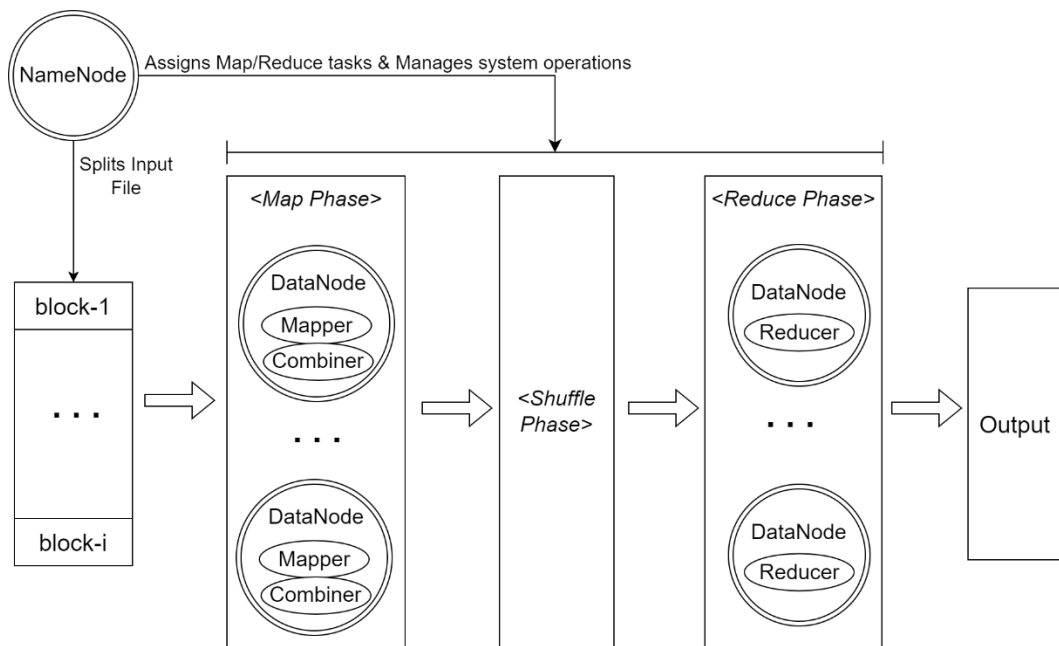 NameNode
Assigns Map/Reduce tasks & Manages system operations
Splits Input
File
block-1
. . .
block-i
<Map Phase>
DataNode
Mapper
Combiner
. . .
DataNode
Mapper
Combiner
<Shuffle
Phase>
<Reduce Phase>
DataNode
Reducer
. . .
DataNode
Reducer
Output